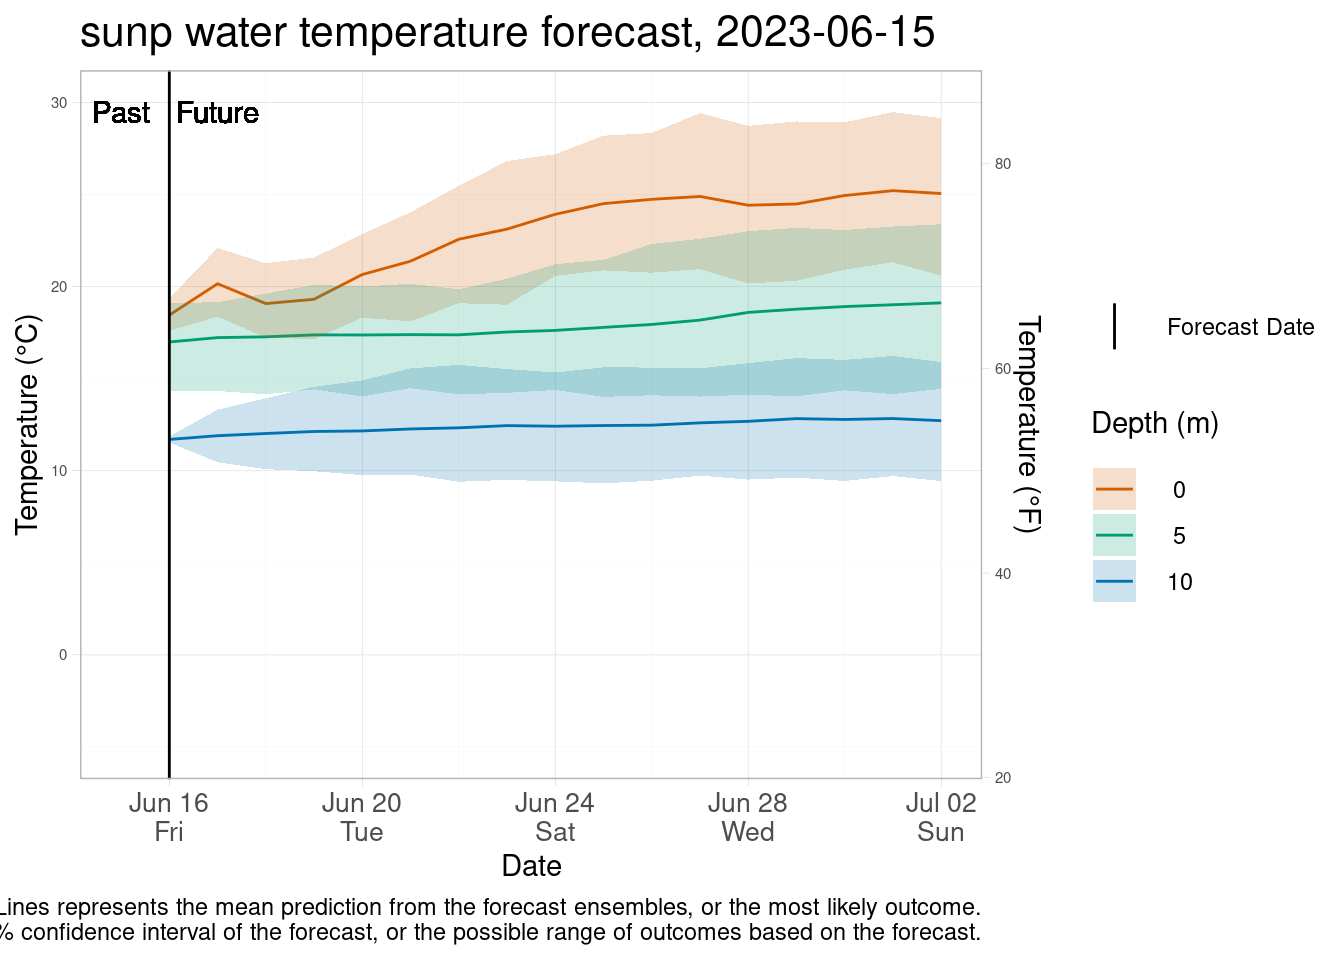 sunp water temperature forecast, 2023-06-15
Past
Future
30
20
10
0
Temperature (°C)
80
60
40
20
Temperature (°F)
Jun 16
Fri
Jun 20
Tue
Jun 24
Sat
Jun 28
Wed
Jul 02
Sun
Date
Forecast Date
Depth (m)
0
5
10
Lines represents the mean prediction from the forecast ensembles, or the most likely outcome.
% confidence interval of the forecast, or the possible range of outcomes based on the forecast.